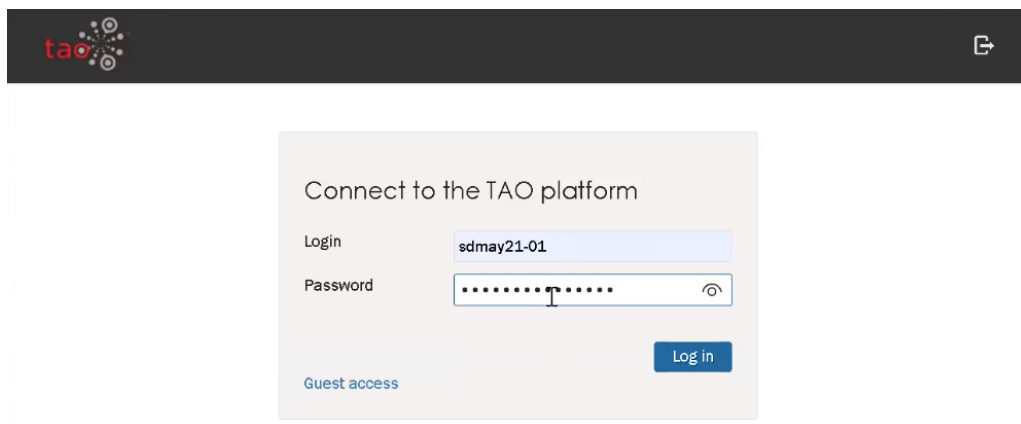 tao
Connect to the TAO platform
Login
sdmay21-01
Password
•••••••••••••••
Log in
Guest access